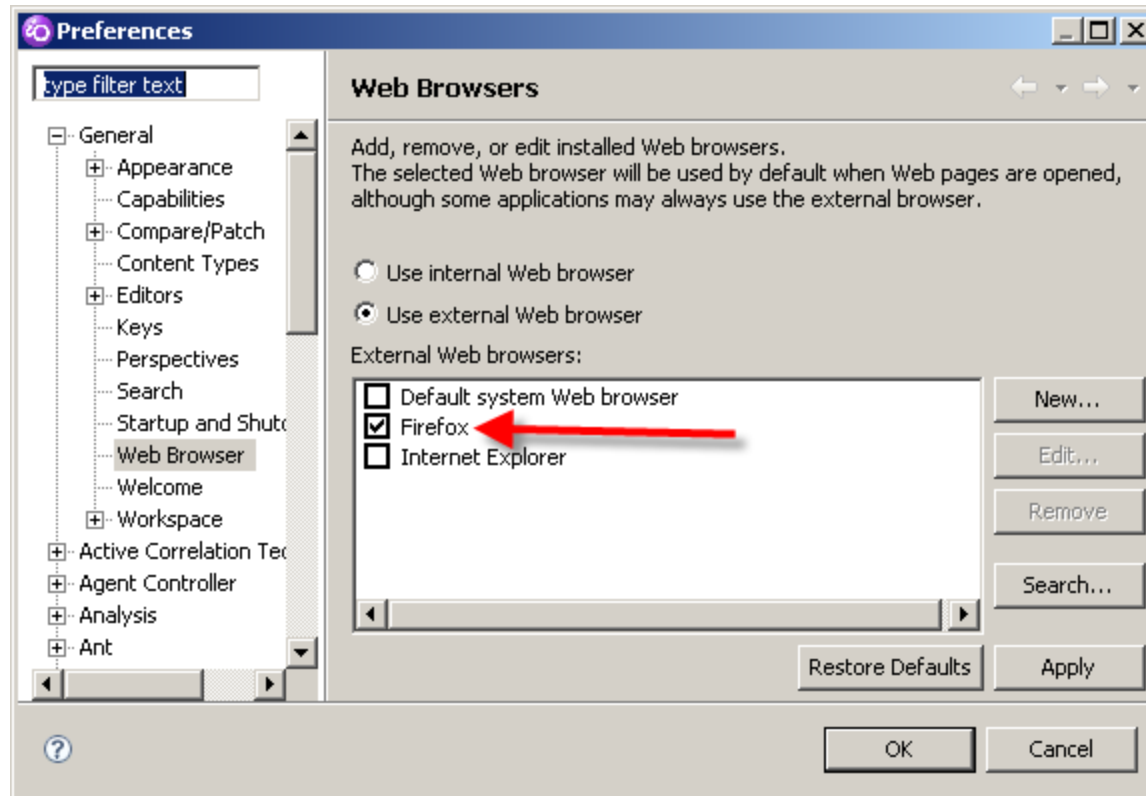 Preferences
type filter text
General
Appearance
Capabilities
Compare/Patch
Content Types
Editors
Keys
Perspectives
Search
Startup and Shutd
Web Browser
Welcome
Workspace
Active Correlation Tec
Agent Controller
Analysis
Ant
Web Browsers
Add, remove, or edit installed Web browsers.
The selected Web browser will be used by default when Web pages are opened,
although some applications may always use the external browser.
Use internal Web browser
Use external Web browser
External Web browsers:
Default system Web browser
Firefox
Internet Explorer
New...
Edit...
Remove
Search...
Restore Defaults
Apply
OK
Cancel